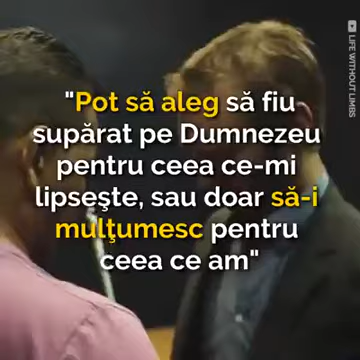 "Pot să aleg să fiu
supărat pe Dumnezeu
pentru ceea ce-mi
lipseşte, sau doar să-i
mulţumesc pentru
ceea ce am"
LIFE WITHOUT LIMBS